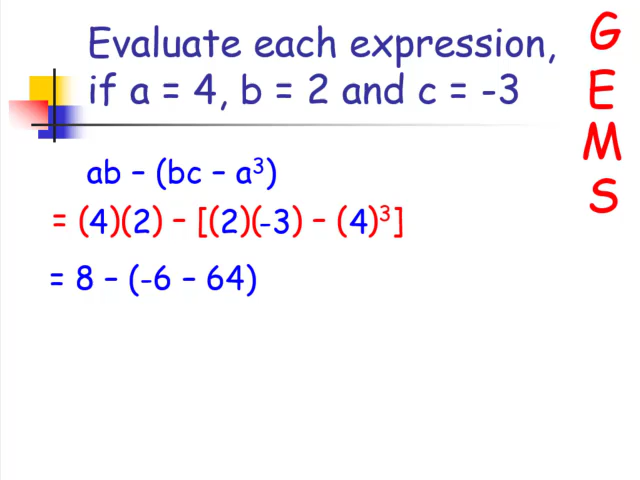 Evaluate each expression,
if a = 4, b = 2 and c = -3
G
E
M
S
ab – (bc – a³)
= (4)(2) – [(2)(-3) – (4)³]
= 8 – (-6 – 64)